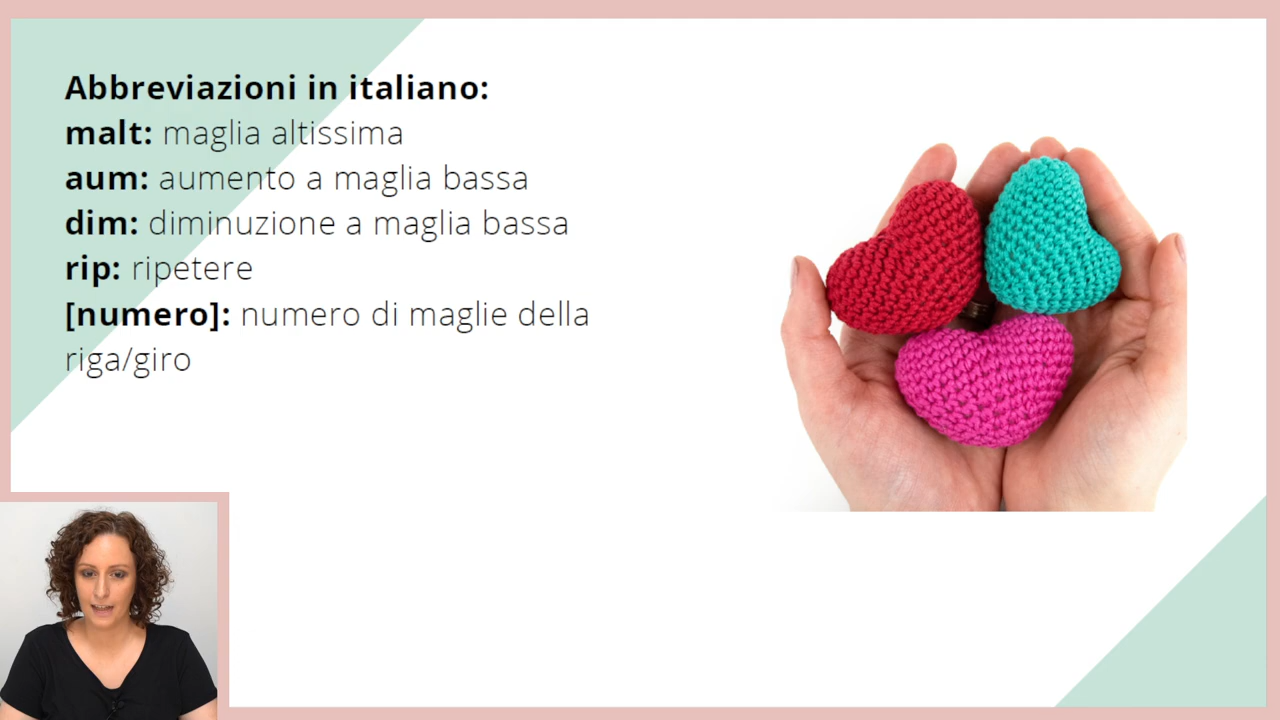 Abbreviazioni in italiano:
malt: maglia altissima
aum: aumento a maglia bassa
dim: diminuzione a maglia bassa
rip: ripetere
[numero]: numero di maglie della
riga/giro